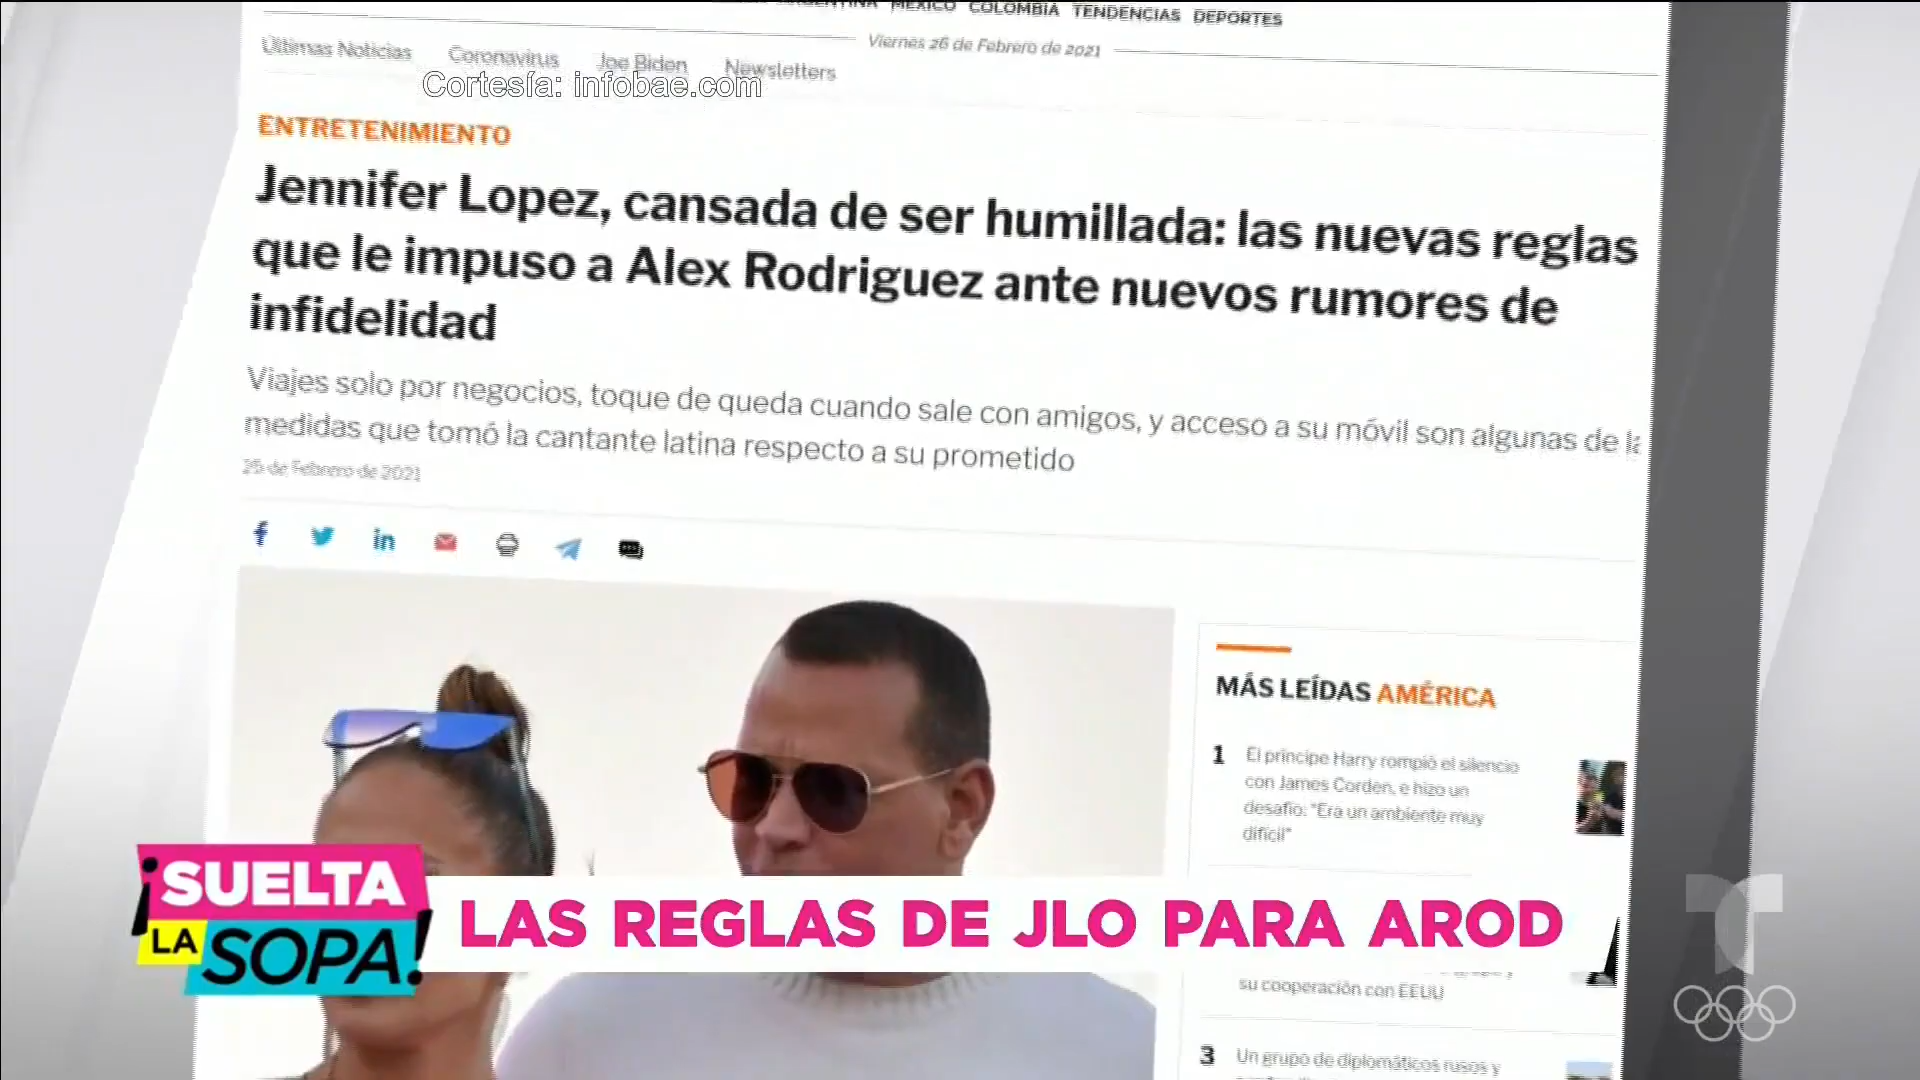 MÉXICO COLOMBIA TENDENCIAS DEPORTES
Viernes 26 de Febrero de 2021
Últimas Noticias Coronavirus Joe Biden Newsletters
Cortesía: infobae.com
ENTRETENIMIENTO
Jennifer Lopez, cansada de ser humillada: las nuevas reglas
que le impuso a Alex Rodriguez ante nuevos rumores de
infidelidad
Viajes solo por negocios, toque de queda cuando sale con amigos, y acceso a su móvil son algunas de
medidas que tomó la cantante latina respecto a su prometido
25 de Febrero de 2021
MÁS LEÍDAS AMÉRICA
1 El príncipe Harry rompió el silencio
con James Corden, e hizo un
desafío: "Era un ambiente muy
difícil"
¡SUELTA
LA
SOPA!
LAS REGLAS DE JLO PARA AROD
su cooperación con EEUU
3 Un grupo de diplomáticos rusos y